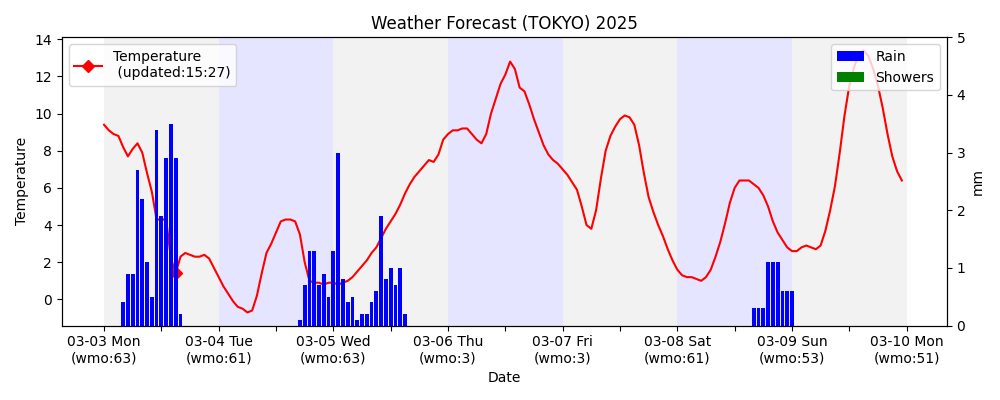 Weather Forecast (TOKYO) 2025
Temperature
(updated:15:27)
Rain
Showers
14
12
10
8
6
4
2
0
Temperature
5
4
3
2
1
0
mm
03-03 Mon
(wmo:63)
03-04 Tue
(wmo:61)
03-05 Wed
(wmo:63)
03-06 Thu
(wmo:3)
03-07 Fri
(wmo:3)
03-08 Sat
(wmo:61)
03-09 Sun
(wmo:53)
03-10 Mon
(wmo:51)
Date